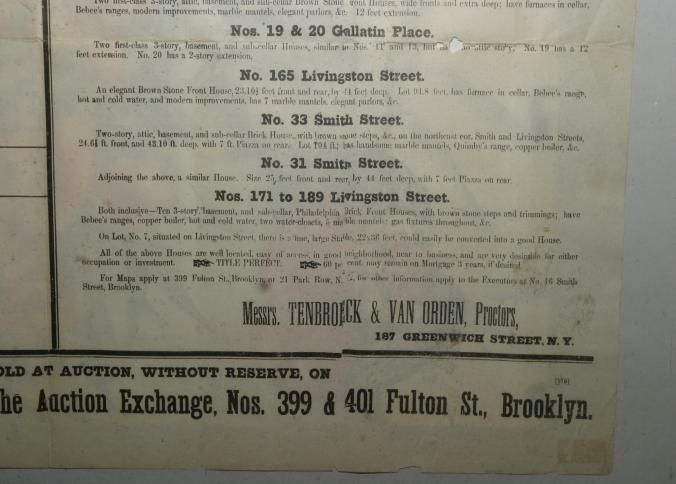 Two first-class 3-story, attic, basement, and sub-cellar Brown Stone Front Houses, wide fronts and extra deep; have furnaces in cellar,
Bebee's ranges, modern improvements, marble mantels, elegant parlors, &c. 12 feet extension.
Nos. 19 & 20 Gallatin Place.
Two first-class 3-story, basement, and sub-cellar Houses, similar to Nos. 11 and 13, but no attic story. No. 19 has a 12
feet extension. No. 20 has a 2-story extension.
No. 165 Livingston Street.
An elegant Brown Stone Front House, 23.10½ feet front and rear, by 44 feet deep. Lot 94.8 feet, has furnace in cellar, Bebee's range,
hot and cold water, and modern improvements, has 7 marble mantels, elegant parlors, &c.
No. 33 Smith Street.
Two-story, attic, basement, and sub-cellar Brick House, with brown stone steps, &c., on the northeast cor. Smith and Livingston Streets,
24.6½ ft. front, and 43.10 ft. deep, with 7 ft. Piazza on rear. Lot ft.; has handsome marble mantels, Quimby's range, copper boiler, &c.
No. 31 Smith Street.
Adjoining the above, a similar House. Size 25 feet front and rear, by 44 feet deep, with 7 feet Piazza on rear.
Nos. 171 to 189 Livingston Street.
Both inclusive—Ten 3-story, basement, and sub-cellar, Philadelphia Brick Front Houses, with brown stone steps and trimmings; have
Bebee's ranges, copper boiler, hot and cold water, two water-closets, 5 marble mantels; gas fixtures throughout, &c.
On Lot, No. 7, situated on Livingston Street, there is a fine, large Stable, 22x36 feet, could easily be converted into a good House.
All of the above Houses are well located, easy of access, in good neighborhood, near to business, and are very desirable for either
occupation or investment. TITLE PERFECT. 60 per cent. may remain on Mortgage 3 years, if desired.
For Maps apply at 399 Fulton St., Brooklyn, or 21 Park Row, N. Y., for other information apply to the Executors at No. 16 Smith
Street, Brooklyn.
Messrs. TENBROECK & VAN ORDEN, Proctors,
187 GREENWICH STREET, N. Y.
OLD AT AUCTION, WITHOUT RESERVE, ON
[1870]
he Auction Exchange, Nos. 399 & 401 Fulton St., Brooklyn.